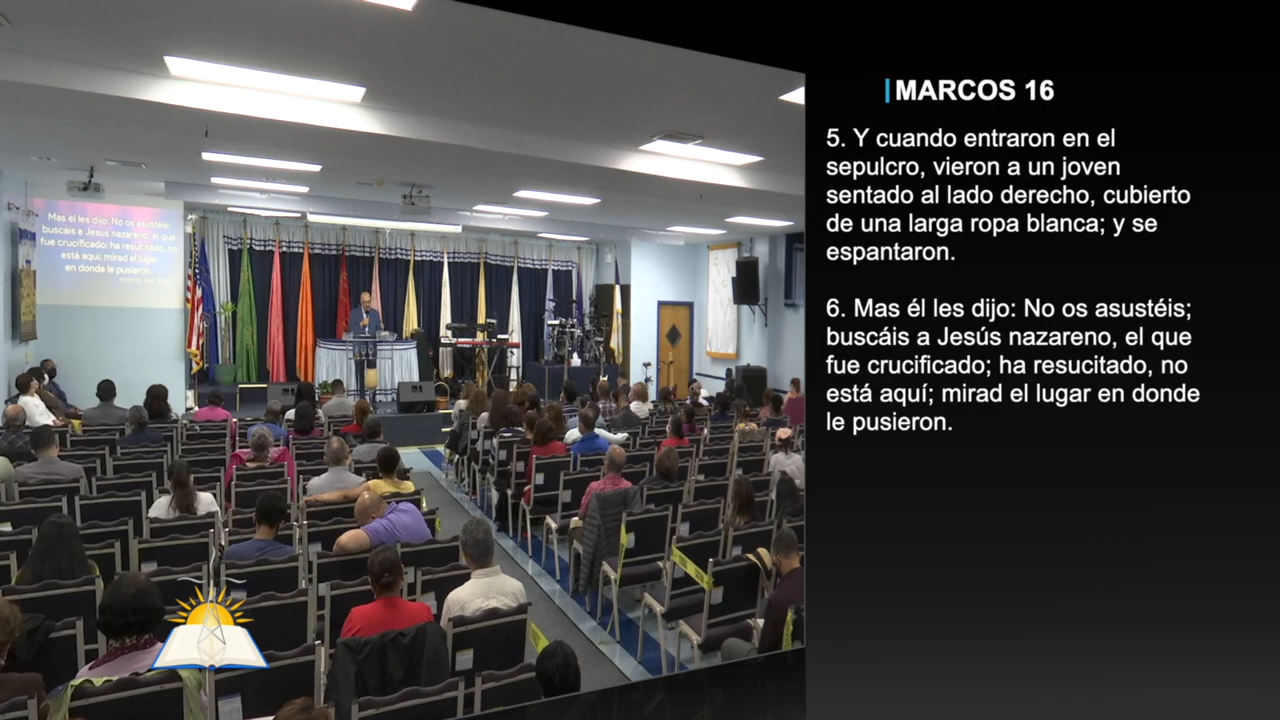 Mas él les dijo: No os asustéis;
buscáis a Jesús nazareno, el que
fue crucificado; ha resucitado, no
está aquí; mirad el lugar
en donde le pusieron.
MARCOS 16
5. Y cuando entraron en el
sepulcro, vieron a un joven
sentado al lado derecho, cubierto
de una larga ropa blanca; y se
espantaron.
6. Mas él les dijo: No os asustéis;
buscáis a Jesús nazareno, el que
fue crucificado; ha resucitado, no
está aquí; mirad el lugar en donde
le pusieron.